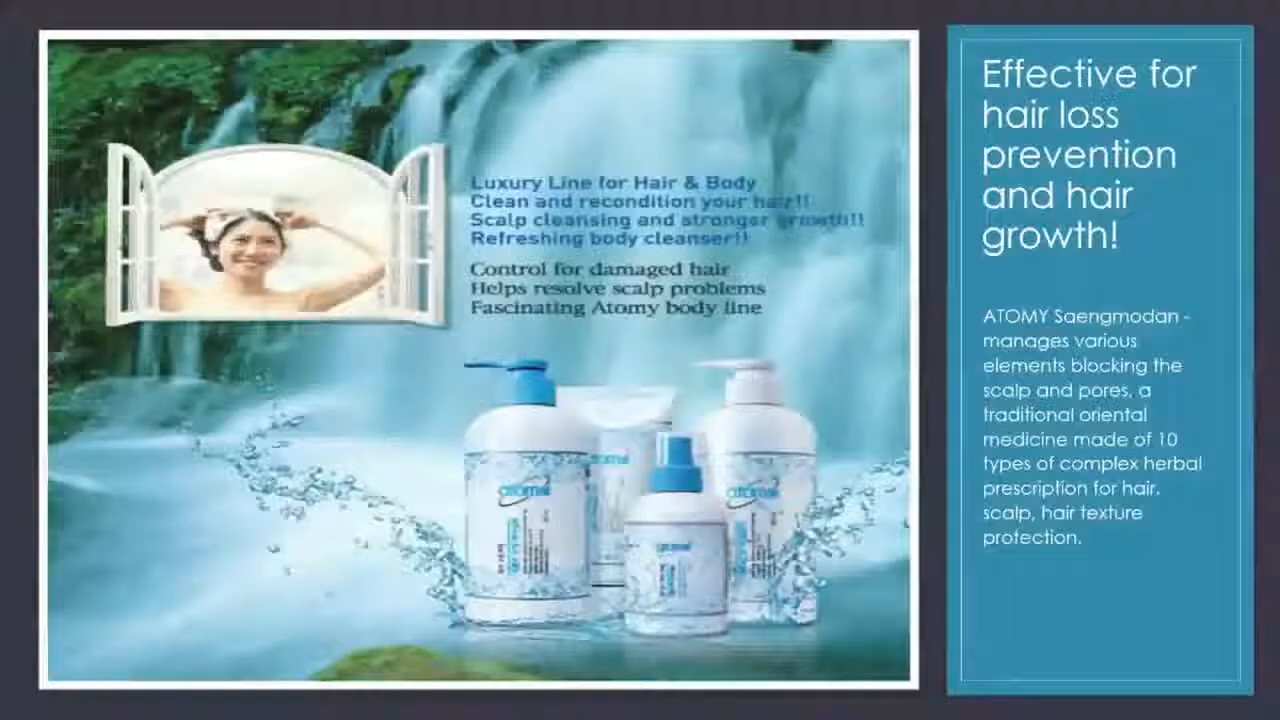 Luxury Line for Hair & Body
Clean and recondition your hair!!
Scalp cleansing and stronger growth!!
Refreshing body cleanser!!
Control for damaged hair
Helps resolve scalp problems
Fascinating Atomy body line
Effective for
hair loss
prevention
and hair
growth!
ATOMY Saengmodan -
manages various
elements blocking the
scalp and pores, a
traditional oriental
medicine made of 10
types of complex herbal
prescription for hair,
scalp, hair texture
protection.